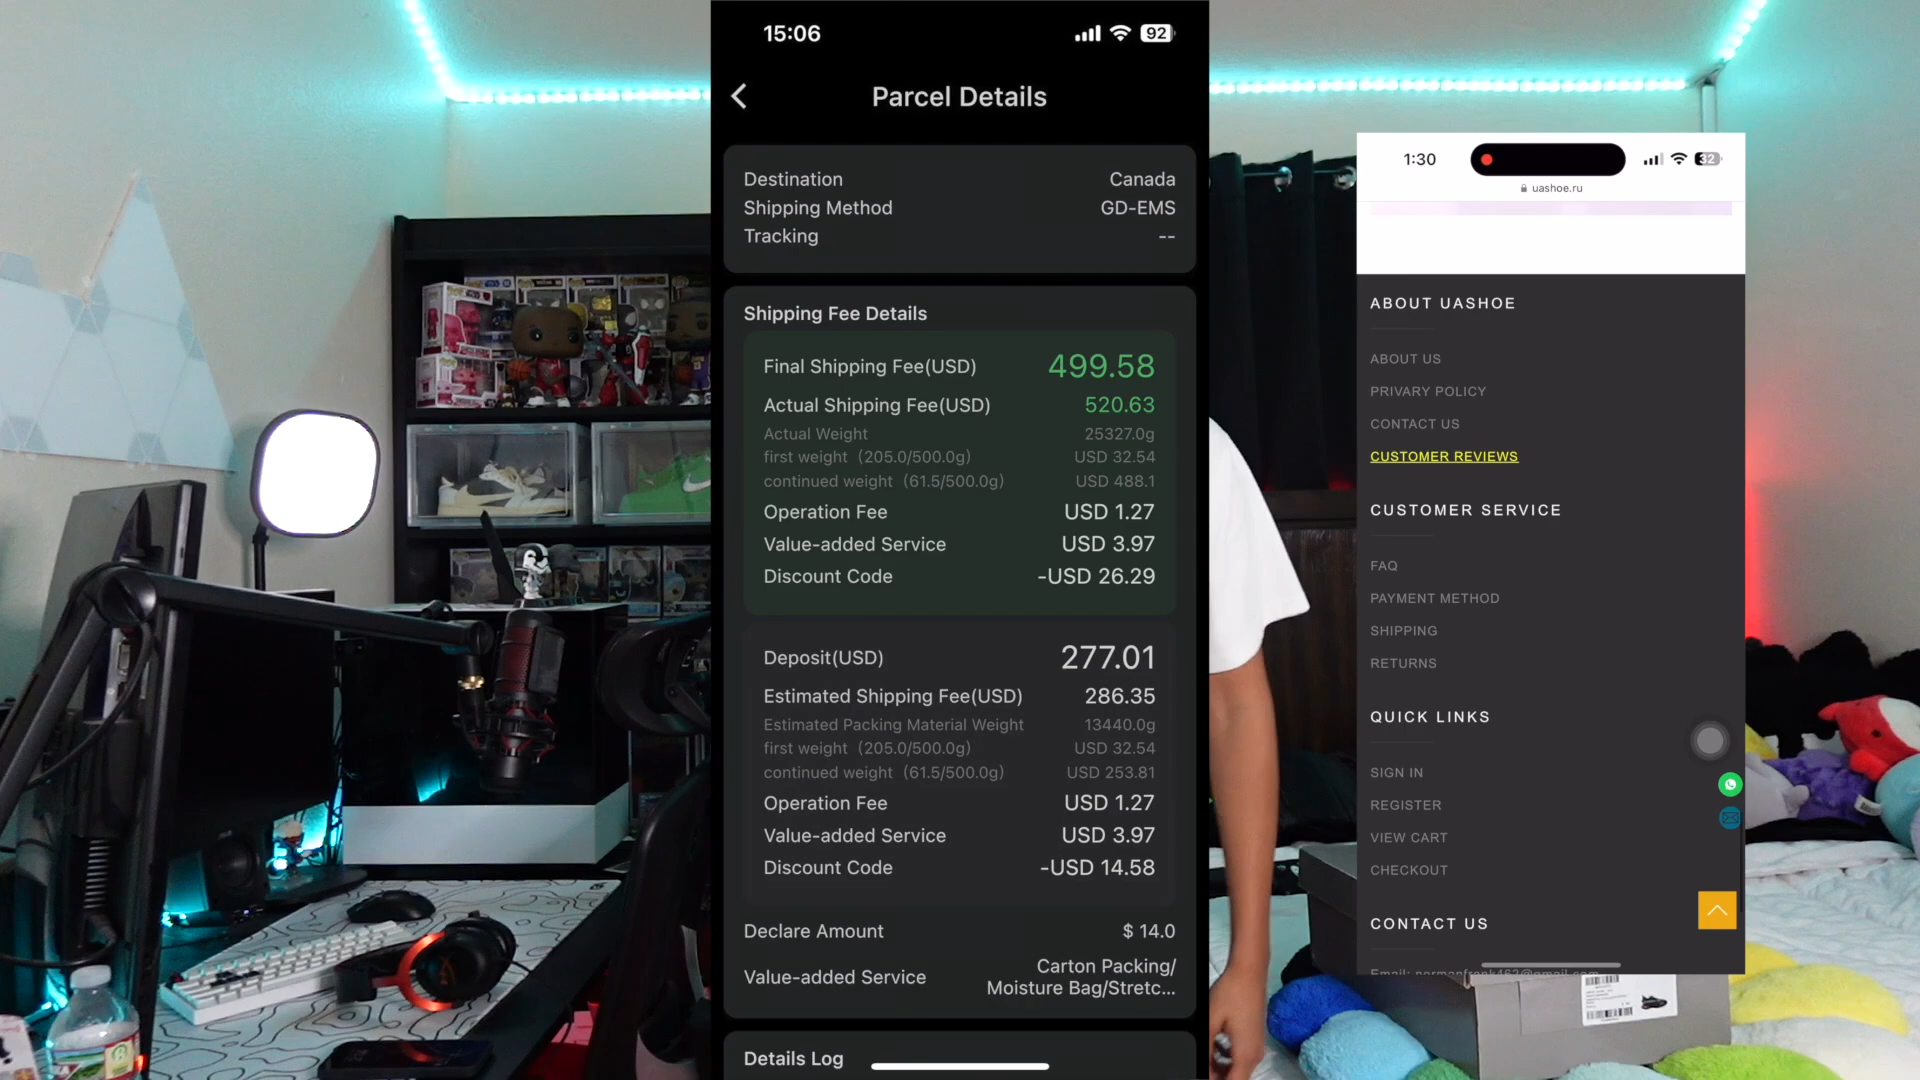 15:06
92
Parcel Details
Destination Canada
Shipping Method GD-EMS
Tracking --
Shipping Fee Details
Final Shipping Fee(USD) 499.58
Actual Shipping Fee(USD) 520.63
Actual Weight 25327.0g
first weight (205.0/500.0g) USD 32.54
continued weight (61.5/500.0g) USD 488.1
Operation Fee USD 1.27
Value-added Service USD 3.97
Discount Code -USD 26.29
Deposit(USD) 277.01
Estimated Shipping Fee(USD) 286.35
Estimated Packing Material Weight 13440.0g
first weight (205.0/500.0g) USD 32.54
continued weight (61.5/500.0g) USD 253.81
Operation Fee USD 1.27
Value-added Service USD 3.97
Discount Code -USD 14.58
Declare Amount $ 14.0
Value-added Service Carton Packing/
Moisture Bag/Stretc...
Details Log
1:30
32
uashoe.ru
ABOUT UASHOE
ABOUT US
PRIVARY POLICY
CONTACT US
CUSTOMER REVIEWS
CUSTOMER SERVICE
FAQ
PAYMENT METHOD
SHIPPING
RETURNS
QUICK LINKS
SIGN IN
REGISTER
VIEW CART
CHECKOUT
CONTACT US